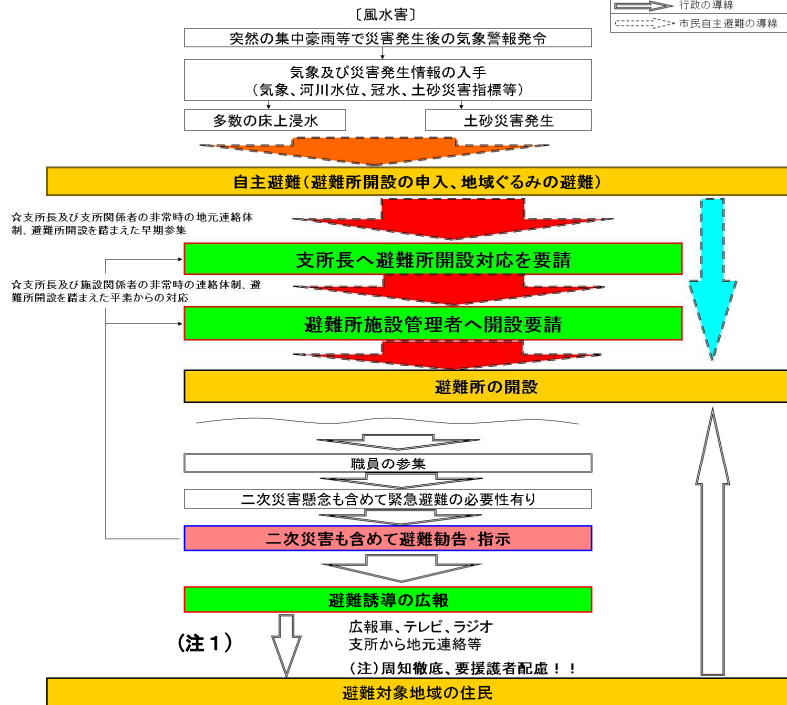 〔風水害〕
行政の導線
市民自主避難の導線
突然の集中豪雨等で災害発生後の気象警報発令
気象及び災害発生情報の入手
(気象、河川水位、冠水、土砂災害指標等)
多数の床上浸水
土砂災害発生
自主避難(避難所開設の申入、地域ぐるみの避難)
☆支所長及び支所関係者の非常時の地元連絡体
制、避難所開設を踏まえた早期参集
支所長へ避難所開設対応を要請
☆支所長及び施設関係者の非常時の連絡体制、避
難所開設を踏まえた平素からの対応
避難所施設管理者へ開設要請
避難所の開設
職員の参集
二次災害懸念も含めて緊急避難の必要性有り
二次災害も含めて避難勧告・指示
避難誘導の広報
(注1)
広報車、テレビ、ラジオ
支所から地元連絡等
(注)周知徹底、要援護者配慮！！
避難対象地域の住民